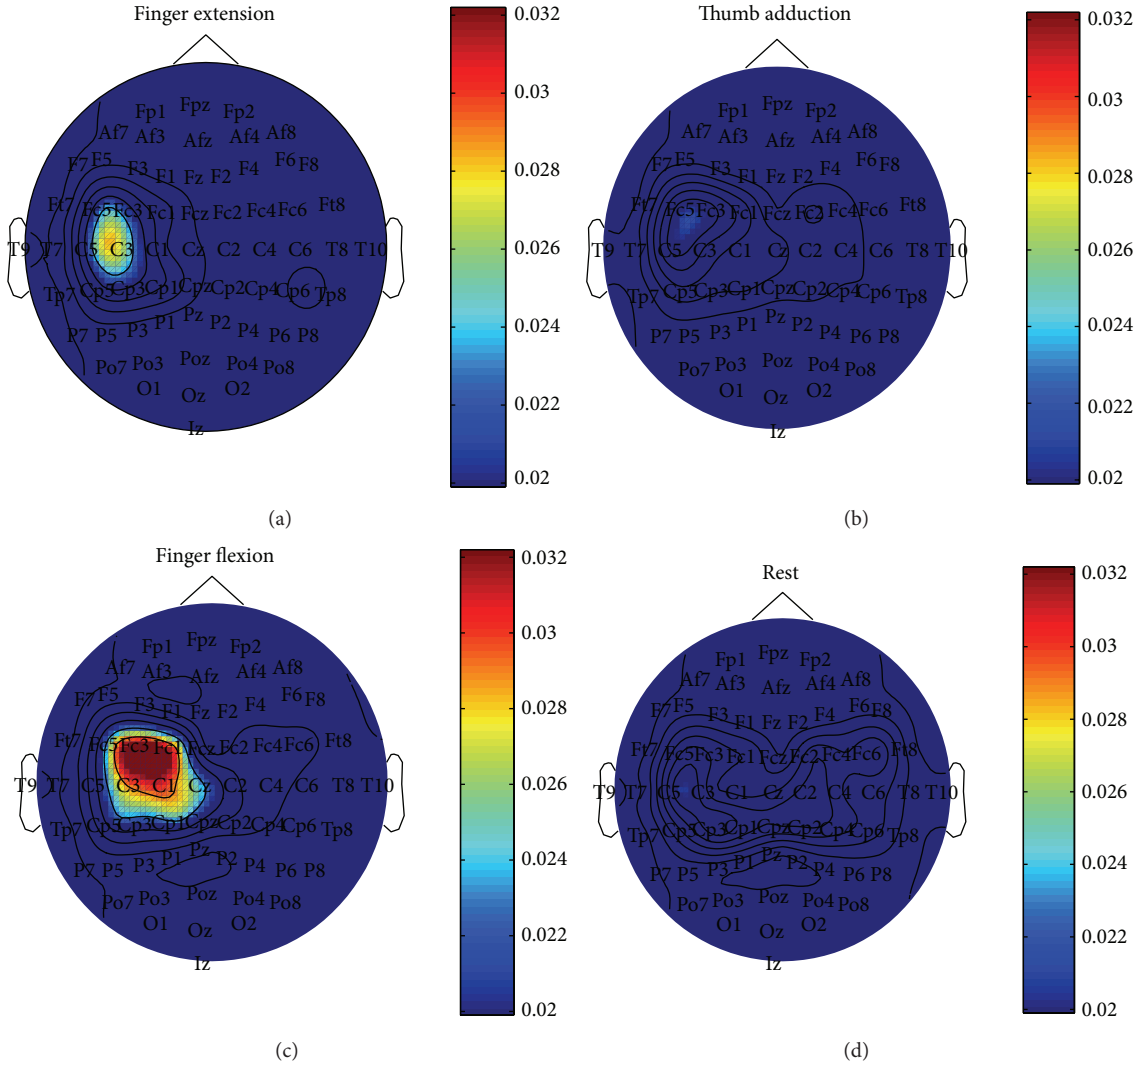 Finger extension
0.032
0.03
0.028
0.026
0.024
0.022
0.02
Fp1 Fpz Fp2
Af7 Af3 Afz Af4 Af8
F7 F5 F3 F1 Fz F2 F4 F6 F8
Ft7 Fc5 Fc3 Fc1 Fcz Fc2 Fc4 Fc6 Ft8
T9 T7 C5 C3 C1 Cz C2 C4 C6 T8 T10
Tp7 Cp5 Cp3 Cp1 Cpz Cp2 Cp4 Cp6 Tp8
P7 P5 P3 P1 Pz P2 P4 P6 P8
Po7 Po3 Poz Po4 Po8
O1 Oz O2
Iz
(a)
Thumb adduction
0.032
0.03
0.028
0.026
0.024
0.022
0.02
Fp1 Fpz Fp2
Af7 Af3 Afz Af4 Af8
F7 F5 F3 F1 Fz F2 F4 F6 F8
Ft7 Fc5 Fc3 Fc1 Fcz Fc2 Fc4 Fc6 Ft8
T9 T7 C5 C3 C1 Cz C2 C4 C6 T8 T10
Tp7 Cp5 Cp3 Cp1 Cpz Cp2 Cp4 Cp6 Tp8
P7 P5 P3 P1 Pz P2 P4 P6 P8
Po7 Po3 Poz Po4 Po8
O1 Oz O2
Iz
(b)
Finger flexion
0.032
0.03
0.028
0.026
0.024
0.022
0.02
Fp1 Fpz Fp2
Af7 Af3 Afz Af4 Af8
F7 F5 F3 F1 Fz F2 F4 F6 F8
Ft7 Fc5 Fc3 Fc1 Fcz Fc2 Fc4 Fc6 Ft8
T9 T7 C5 C3 C1 Cz C2 C4 C6 T8 T10
Tp7 Cp5 Cp3 Cp1 Cpz Cp2 Cp4 Cp6 Tp8
P7 P5 P3 P1 Pz P2 P4 P6 P8
Po7 Po3 Poz Po4 Po8
O1 Oz O2
Iz
(c)
Rest
0.032
0.03
0.028
0.026
0.024
0.022
0.02
Fp1 Fpz Fp2
Af7 Af3 Afz Af4 Af8
F7 F5 F3 F1 Fz F2 F4 F6 F8
Ft7 Fc5 Fc3 Fc1 Fcz Fc2 Fc4 Fc6 Ft8
T9 T7 C5 C3 C1 Cz C2 C4 C6 T8 T10
Tp7 Cp5 Cp3 Cp1 Cpz Cp2 Cp4 Cp6 Tp8
P7 P5 P3 P1 Pz P2 P4 P6 P8
Po7 Po3 Poz Po4 Po8
O1 Oz O2
Iz
(d)